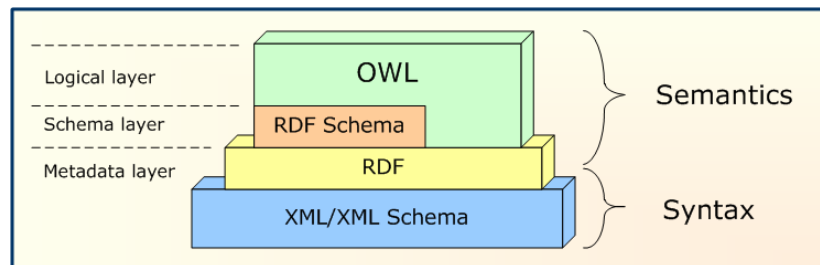 Logical layer
OWL
Semantics
Schema layer
RDF Schema
Metadata layer
RDF
Syntax
XML/XML Schema